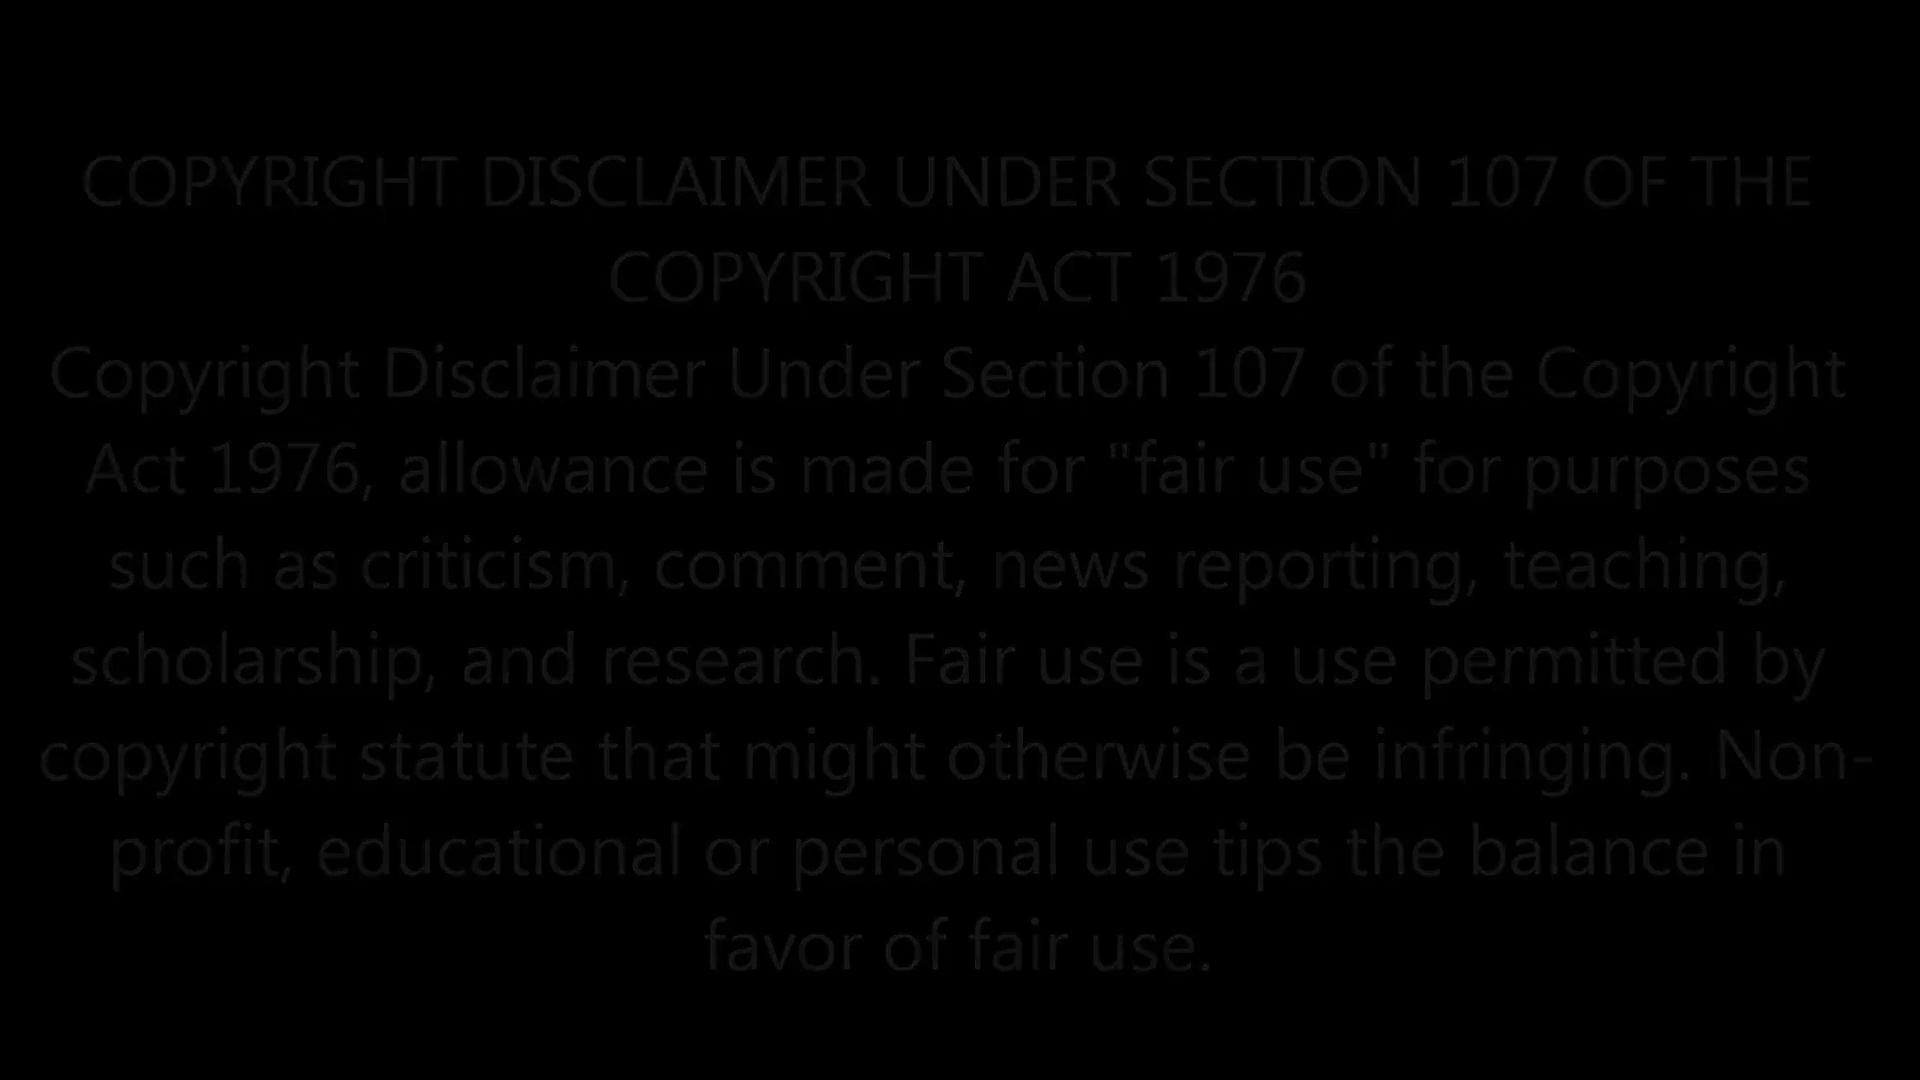 COPYRIGHT DISCLAIMER UNDER SECTION 107 OF THE
COPYRIGHT ACT 1976
Copyright Disclaimer Under Section 107 of the Copyright
Act 1976, allowance is made for "fair use" for purposes
such as criticism, comment, news reporting, teaching,
scholarship, and research. Fair use is a use permitted by
copyright statute that might otherwise be infringing. Non-
profit, educational or personal use tips the balance in
favor of fair use.